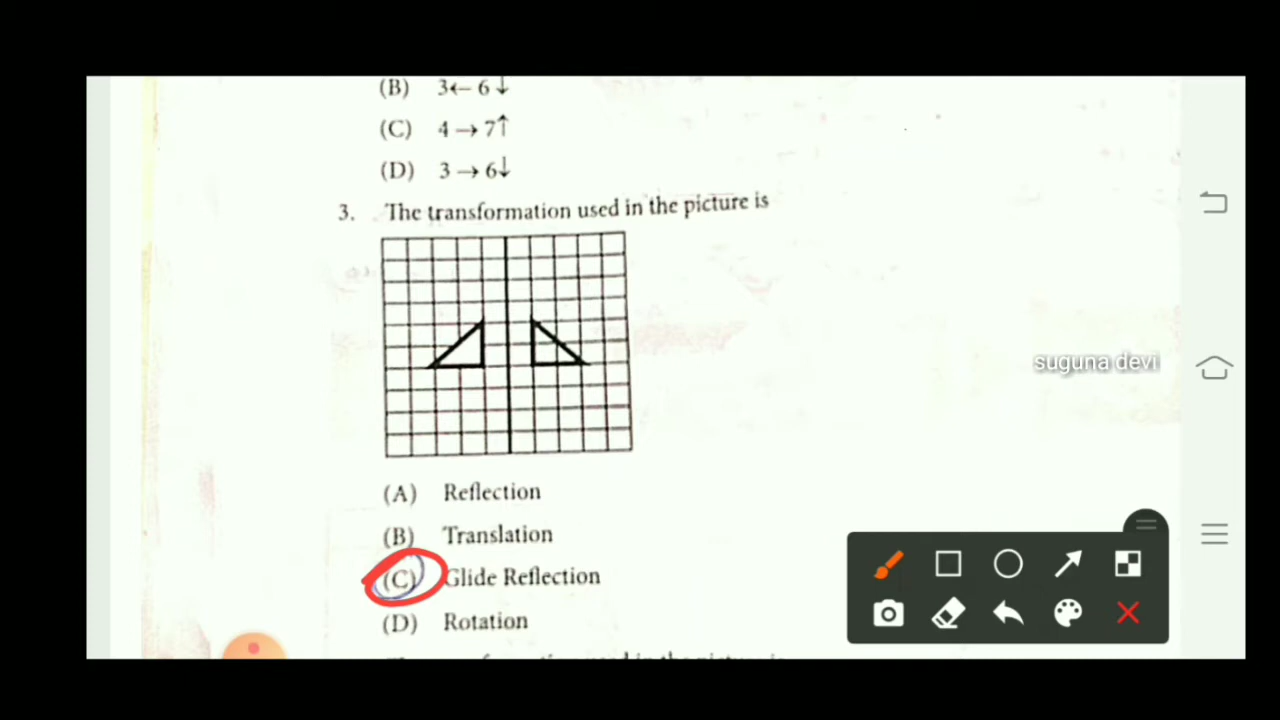 (B) 3← 6↓
(C) 4 → 7↑
(D) 3 → 6↓
3. The transformation used in the picture is
(A) Reflection
(B) Translation
(C) Glide Reflection
(D) Rotation
suguna devi